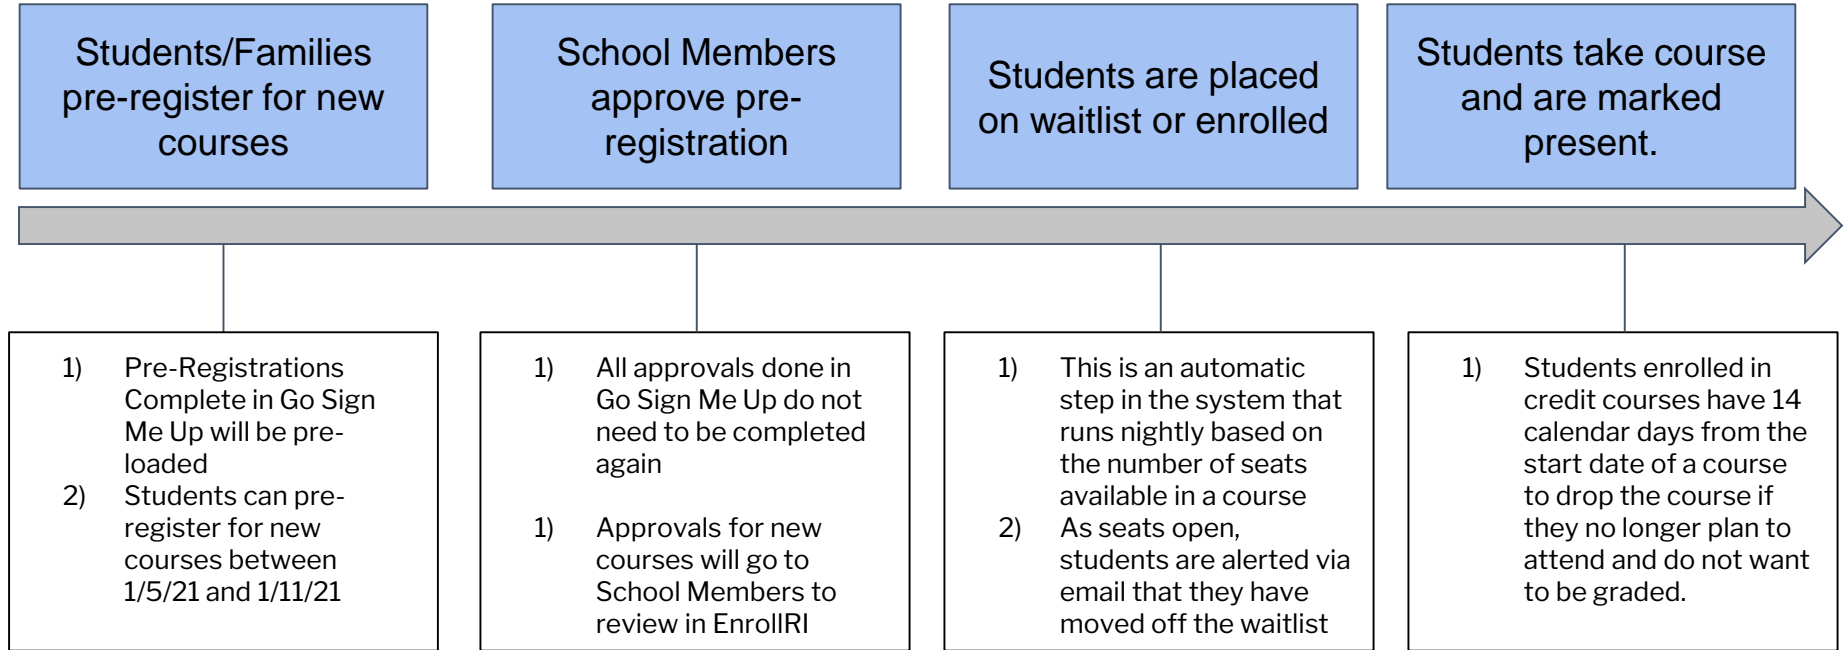 Students/Families
pre-register for new
courses
School Members
approve pre-
registration
Students are placed
on waitlist or enrolled
Students take course
and are marked
present.
1) Pre-Registrations
Complete in Go Sign
Me Up will be pre-
loaded
2) Students can pre-
register for new
courses between
1/5/21 and 1/11/21
1) All approvals done in
Go Sign Me Up do not
need to be completed
again
1) Approvals for new
courses will go to
School Members to
review in EnrollRI
1) This is an automatic
step in the system that
runs nightly based on
the number of seats
available in a course
2) As seats open,
students are alerted via
email that they have
moved off the waitlist
1) Students enrolled in
credit courses have 14
calendar days from the
start date of a course
to drop the course if
they no longer plan to
attend and do not want
to be graded.